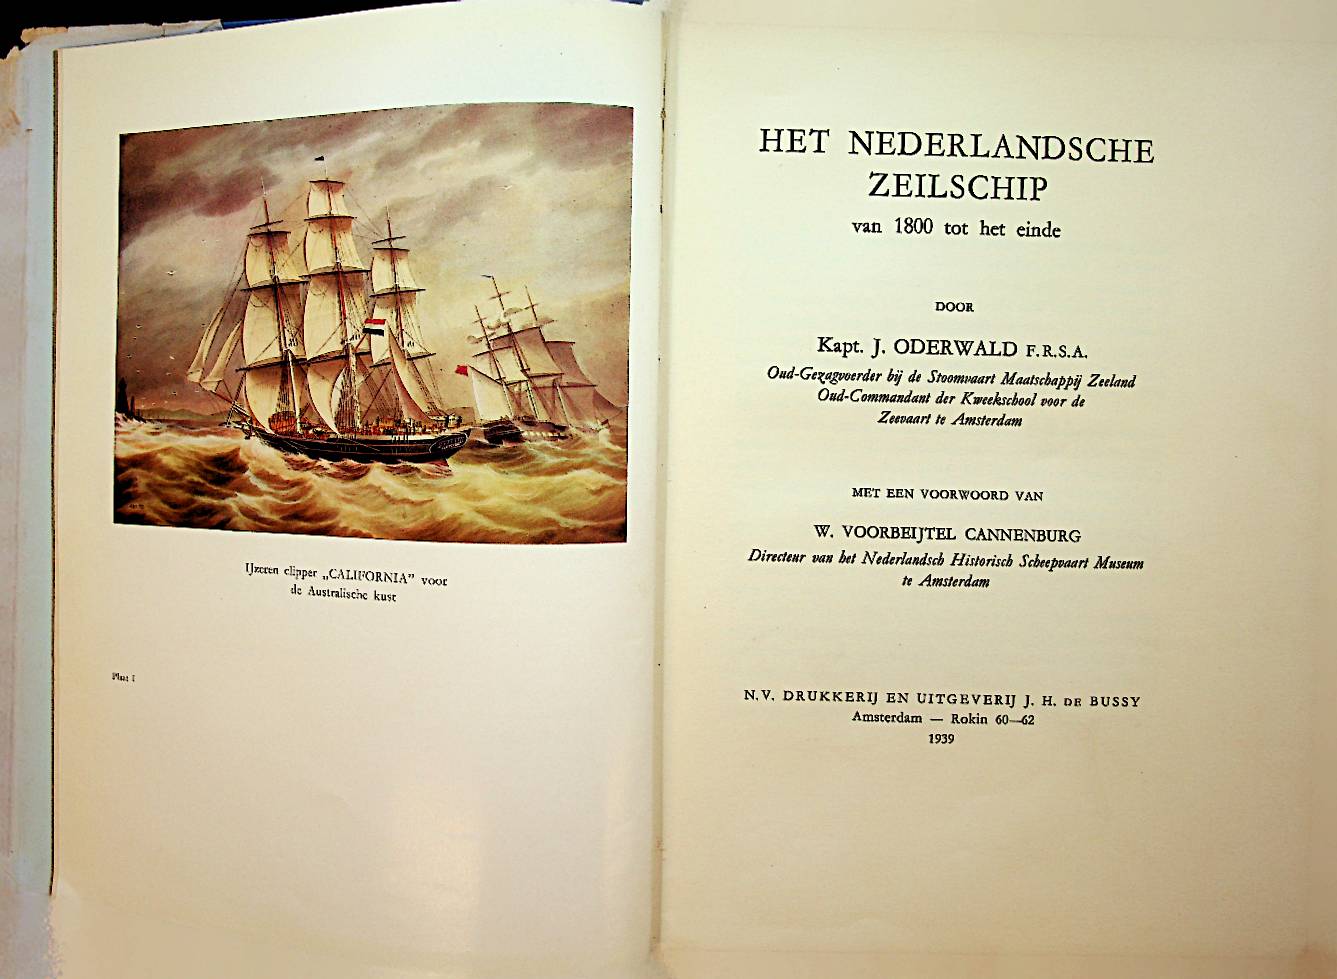 IJzeren clipper „CALIFORNIA” voor
de Australische kust
Plaat I
HET NEDERLANDSCHE
ZEILSCHIP
van 1800 tot het einde
DOOR
Kapt. J. ODERWALD F.R.S.A.
Oud-Gezagvoerder bij de Stoomvaart Maatschappij Zeeland
Oud-Commandant der Kweekschool voor de
Zeevaart te Amsterdam
MET EEN VOORWOORD VAN
W. VOORBEIJTEL CANNENBURG
Directeur van het Nederlandsch Historisch Scheepvaart Museum
te Amsterdam
N.V. DRUKKERIJ EN UITGEVERIJ J. H. DE BUSSY
Amsterdam — Rokin 60—62
1939